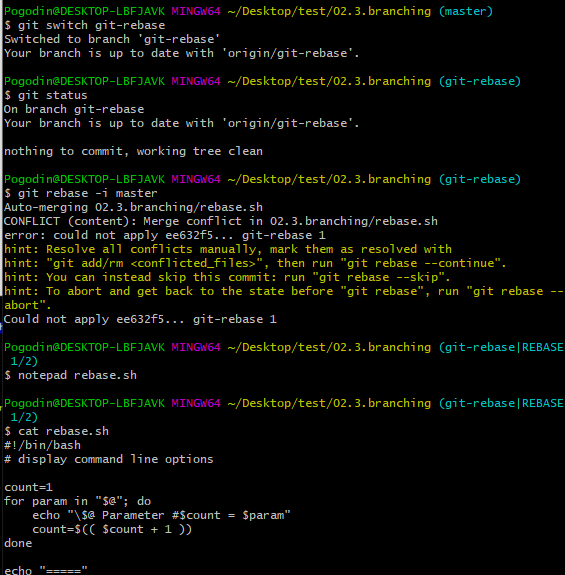 Pogodin@DESKTOP-LBFJAVK MINGW64 ~/Desktop/test/02.3.branching (master)
$ git switch git-rebase
Switched to branch 'git-rebase'
Your branch is up to date with 'origin/git-rebase'.
Pogodin@DESKTOP-LBFJAVK MINGW64 ~/Desktop/test/02.3.branching (git-rebase)
$ git status
On branch git-rebase
Your branch is up to date with 'origin/git-rebase'.
nothing to commit, working tree clean
Pogodin@DESKTOP-LBFJAVK MINGW64 ~/Desktop/test/02.3.branching (git-rebase)
$ git rebase -i master
Auto-merging 02.3.branching/rebase.sh
CONFLICT (content): Merge conflict in 02.3.branching/rebase.sh
error: could not apply ee632f5... git-rebase 1
hint: Resolve all conflicts manually, mark them as resolved with
hint: "git add/rm <conflicted_files>", then run "git rebase --continue".
hint: You can instead skip this commit: run "git rebase --skip".
hint: To abort and get back to the state before "git rebase", run "git rebase --
abort".
Could not apply ee632f5... git-rebase 1
Pogodin@DESKTOP-LBFJAVK MINGW64 ~/Desktop/test/02.3.branching (git-rebase|REBASE
 1/2)
$ notepad rebase.sh
Pogodin@DESKTOP-LBFJAVK MINGW64 ~/Desktop/test/02.3.branching (git-rebase|REBASE
 1/2)
$ cat rebase.sh
#!/bin/bash
# display command line options
count=1
for param in "$@"; do
    echo "\$@ Parameter #$count = $param"
    count=$(( $count + 1 ))
done
echo "====="